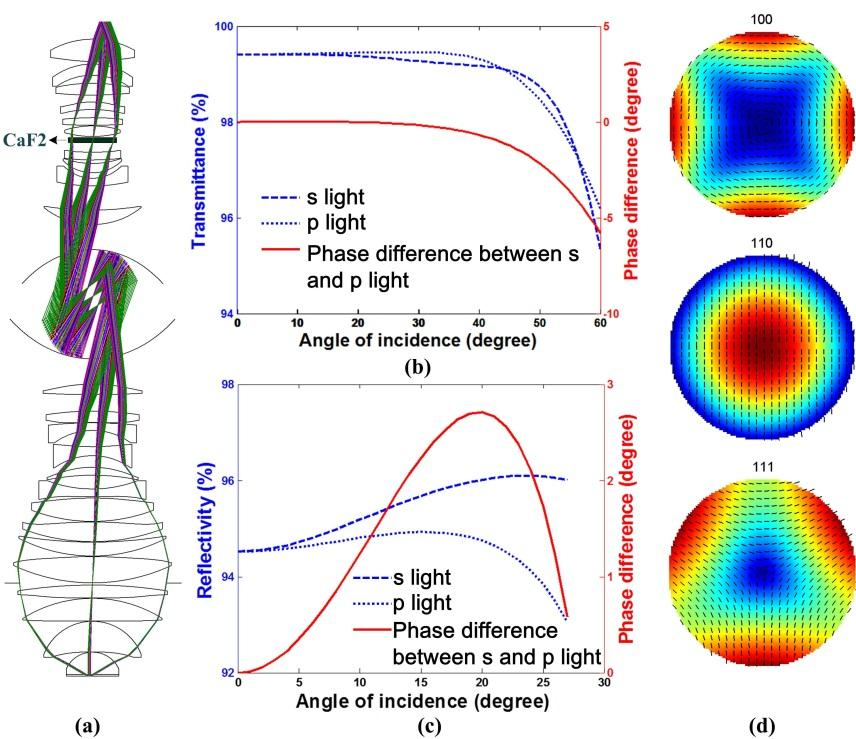 CaF2
(a)
100
98
96
94
Transmittance (%)
5
0
-5
-10
Phase difference (degree)
s light
p light
Phase difference between s
and p light
0 10 20 30 40 50 60
Angle of incidence (degree)
(b)
98
96
94
92
Reflectivity (%)
3
2
1
0
Phase difference (degree)
s light
p light
Phase difference
between s and p light
0 5 10 15 20 25 30
Angle of incidence (degree)
(c)
100
110
111
(d)